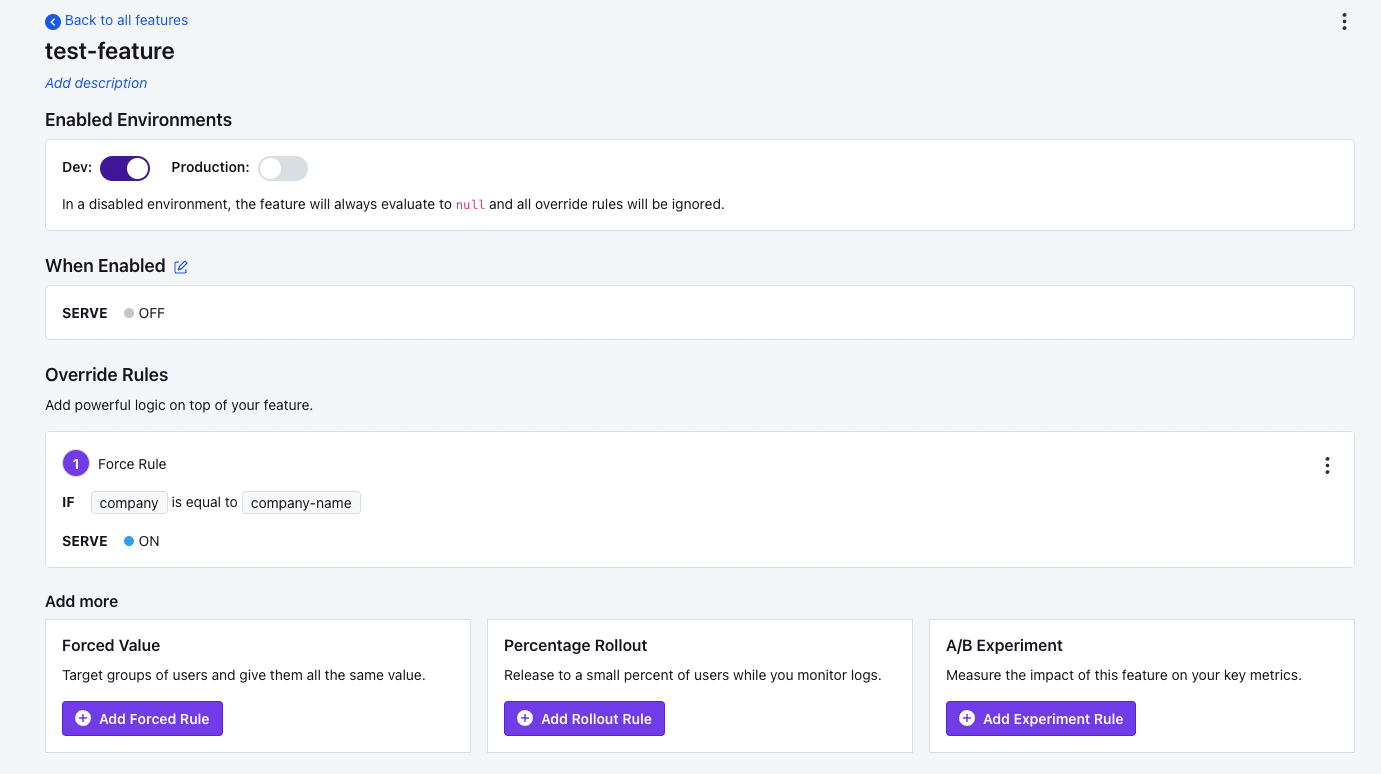 Back to all features
test-feature
Add description
Enabled Environments
Dev: Production:
In a disabled environment, the feature will always evaluate to null and all override rules will be ignored.
When Enabled
SERVE OFF
Override Rules
Add powerful logic on top of your feature.
1 Force Rule
IF company is equal to company-name
SERVE ON
Add more
Forced Value
Target groups of users and give them all the same value.
Add Forced Rule
Percentage Rollout
Release to a small percent of users while you monitor logs.
Add Rollout Rule
A/B Experiment
Measure the impact of this feature on your key metrics.
Add Experiment Rule